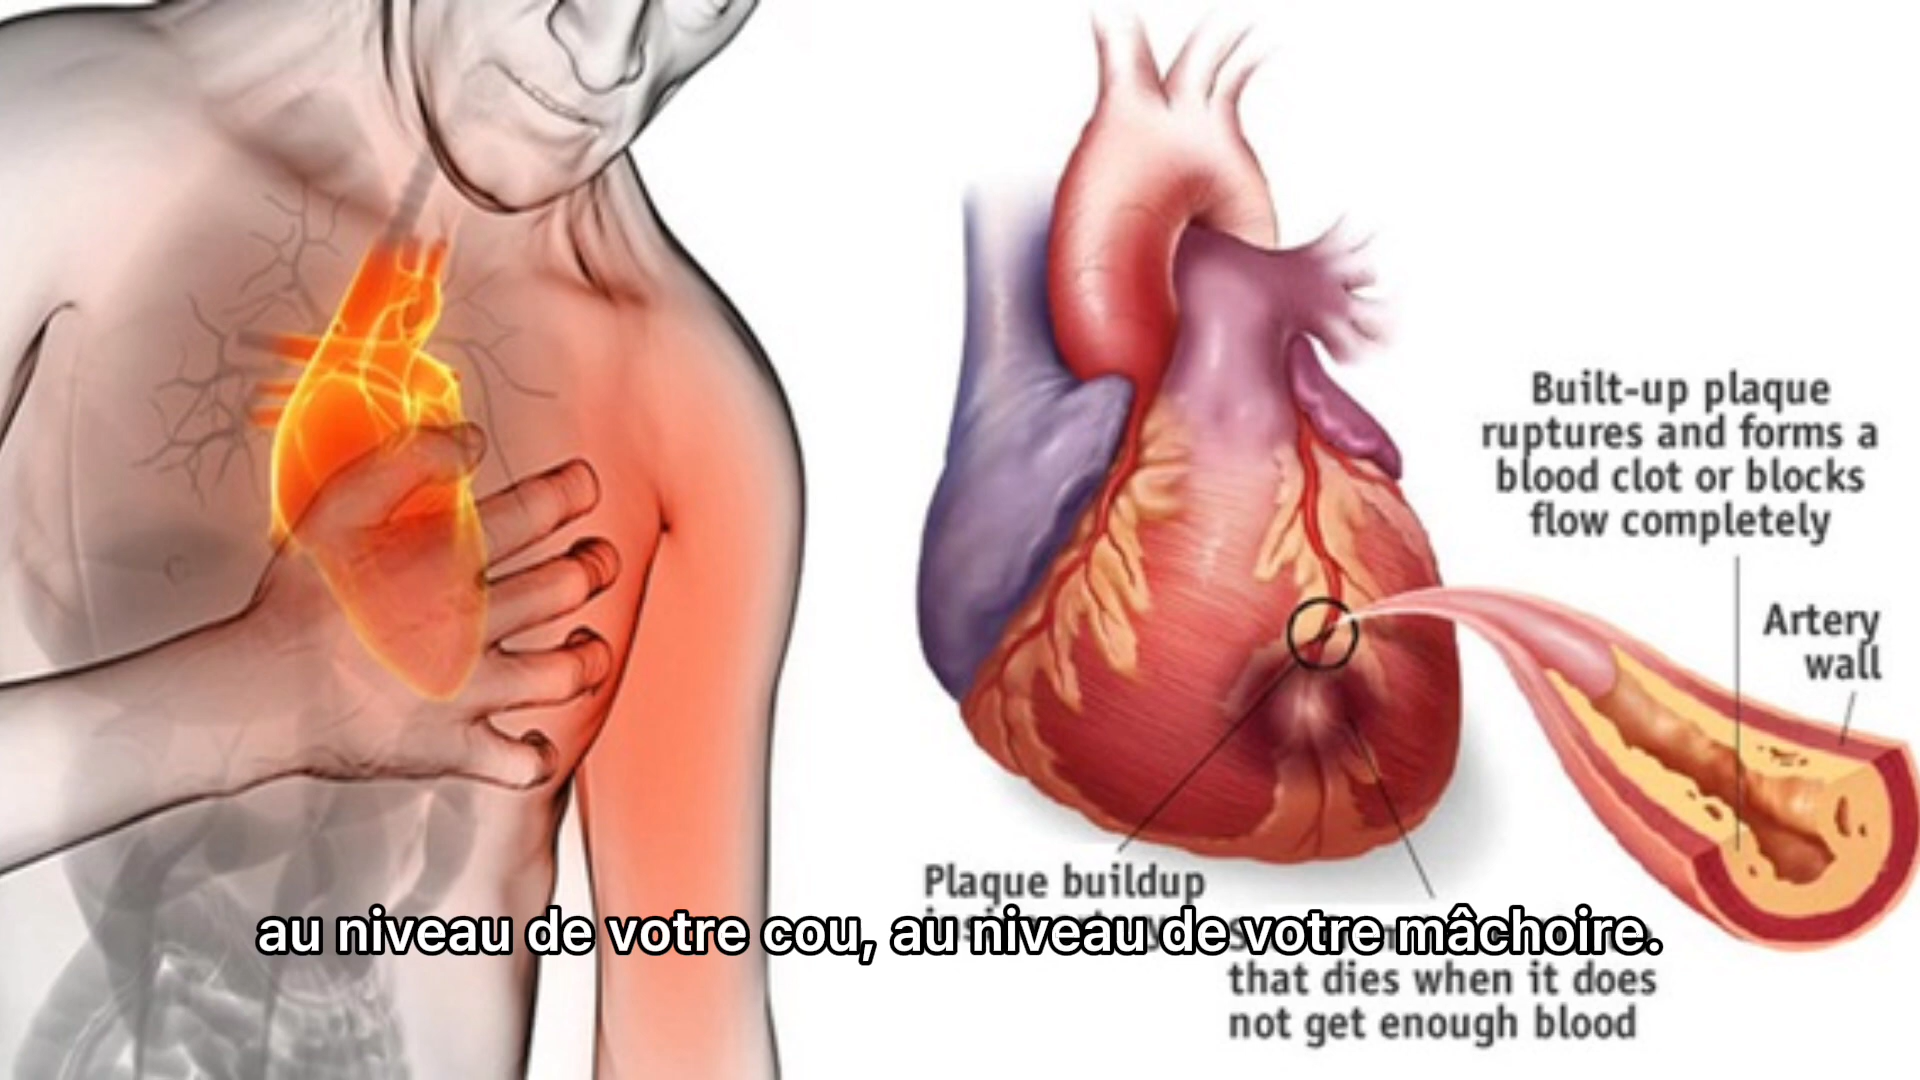 Built-up plaque
ruptures and forms a
blood clot or blocks
flow completely
Artery
wall
Plaque buildup
au niveau de votre cou, au niveau de votre mâchoire.
that dies when it does
not get enough blood